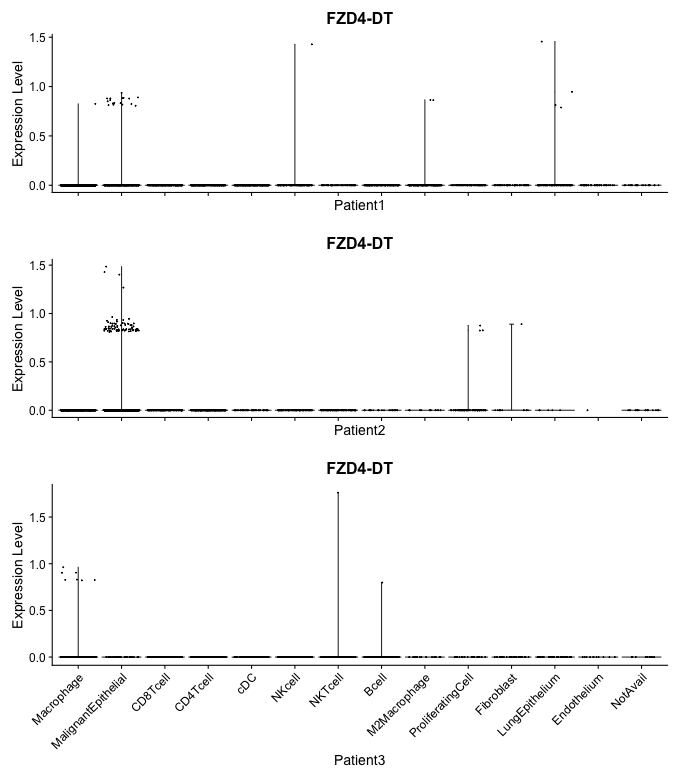 FZD4-DT
Expression Level
1.5
1.0
0.5
0.0
Patient1
FZD4-DT
Expression Level
1.5
1.0
0.5
0.0
Patient2
FZD4-DT
Expression Level
1.5
1.0
0.5
0.0
Macrophage
MalignantEpithelial
CD8Tcell
CD4Tcell
cDC
NKcell
NKTcell
Bcell
M2Macrophage
ProliferatingCell
Fibroblast
LungEpithelium
Endothelium
NotAvail
Patient3